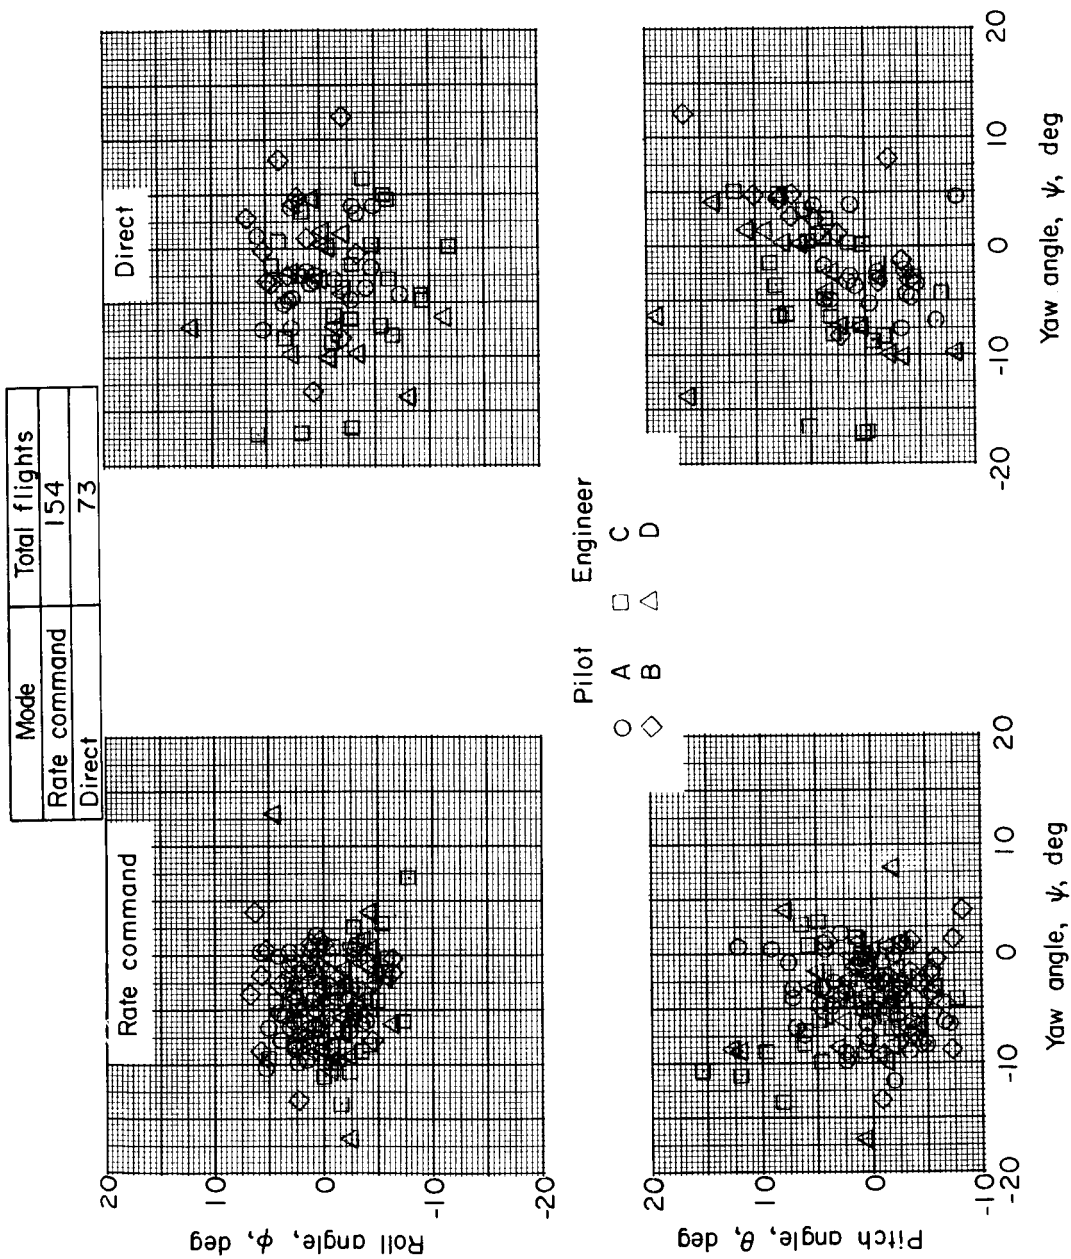 Mode Total flights
Rate command 154
Direct 73
Rate command
Direct
20
10
0
-10
-20
Roll angle, φ, deg
Pilot Engineer
○ A □ C
◇ B △ D
20
10
0
-10
Pitch angle, θ, deg
-20 -10 0 10 20
-20 -10 0 10 20
Yaw angle, ψ, deg
Yaw angle, ψ, deg